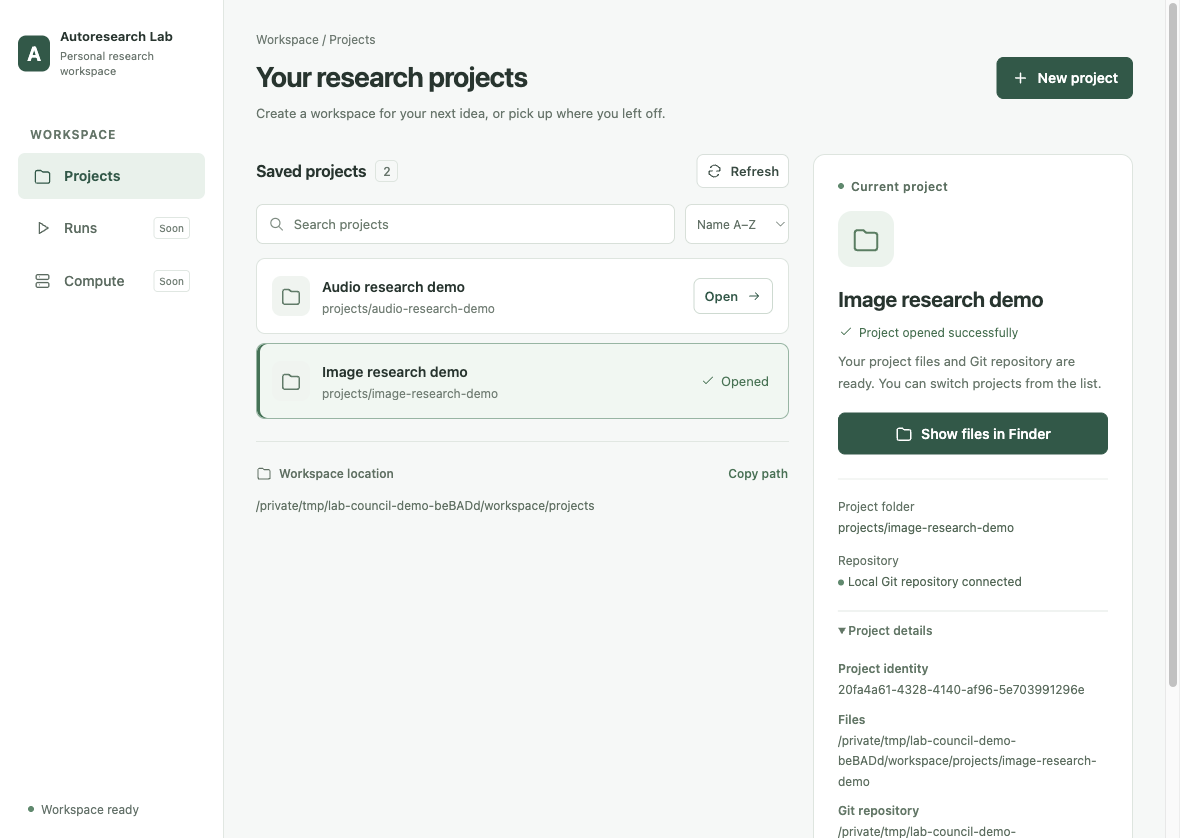 A
Autoresearch Lab
Personal research
workspace
WORKSPACE
Projects
Runs
Soon
Compute
Soon
Workspace ready
Workspace / Projects
Your research projects
Create a workspace for your next idea, or pick up where you left off.
New project
Saved projects
2
Refresh
Search projects
Name A–Z
Audio research demo
projects/audio-research-demo
Open
Image research demo
projects/image-research-demo
Opened
Workspace location
Copy path
/private/tmp/lab-council-demo-beBADd/workspace/projects
Current project
Image research demo
Project opened successfully
Your project files and Git repository are
ready. You can switch projects from the list.
Show files in Finder
Project folder
projects/image-research-demo
Repository
Local Git repository connected
Project details
Project identity
20fa4a61-4328-4140-af96-5e703991296e
Files
/private/tmp/lab-council-demo-
beBADd/workspace/projects/image-research-
demo
Git repository
/private/tmp/lab-council-demo-